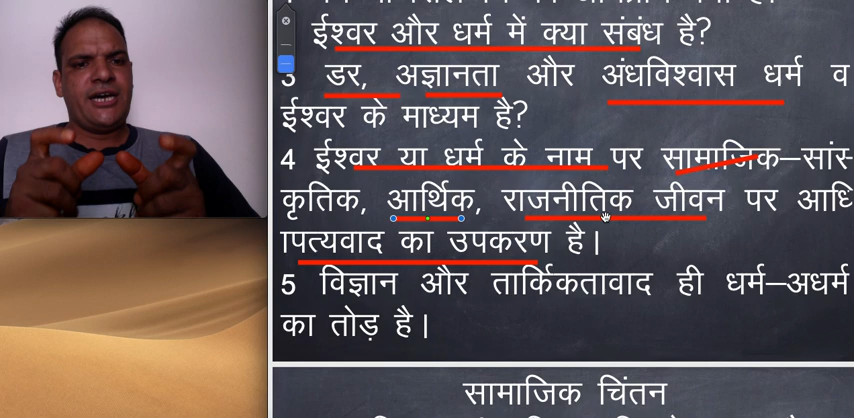 ईश्वर और धर्म में क्या संबंध है?
3 डर, अज्ञानता और अंधविश्वास धर्म व
ईश्वर के माध्यम है?
4 ईश्वर या धर्म के नाम पर सामाजिक–सांस-
कृतिक, आर्थिक, राजनीतिक जीवन पर आधि
ापत्यवाद का उपकरण है।
5 विज्ञान और तार्किकतावाद ही धर्म–अधर्म
का तोड़ है।
सामाजिक चिंतन